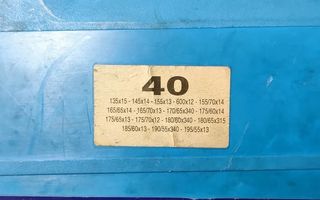 40
135x15 - 145x14 - 155x13 - 600x12 - 155/70x14
165/65x14 - 165/70x13 - 170/65x340 - 175/60x14
175/65x13 - 175/70x12 - 180/60x340 - 180/65x315
185/60x13 - 190/55x340 - 195/55x13